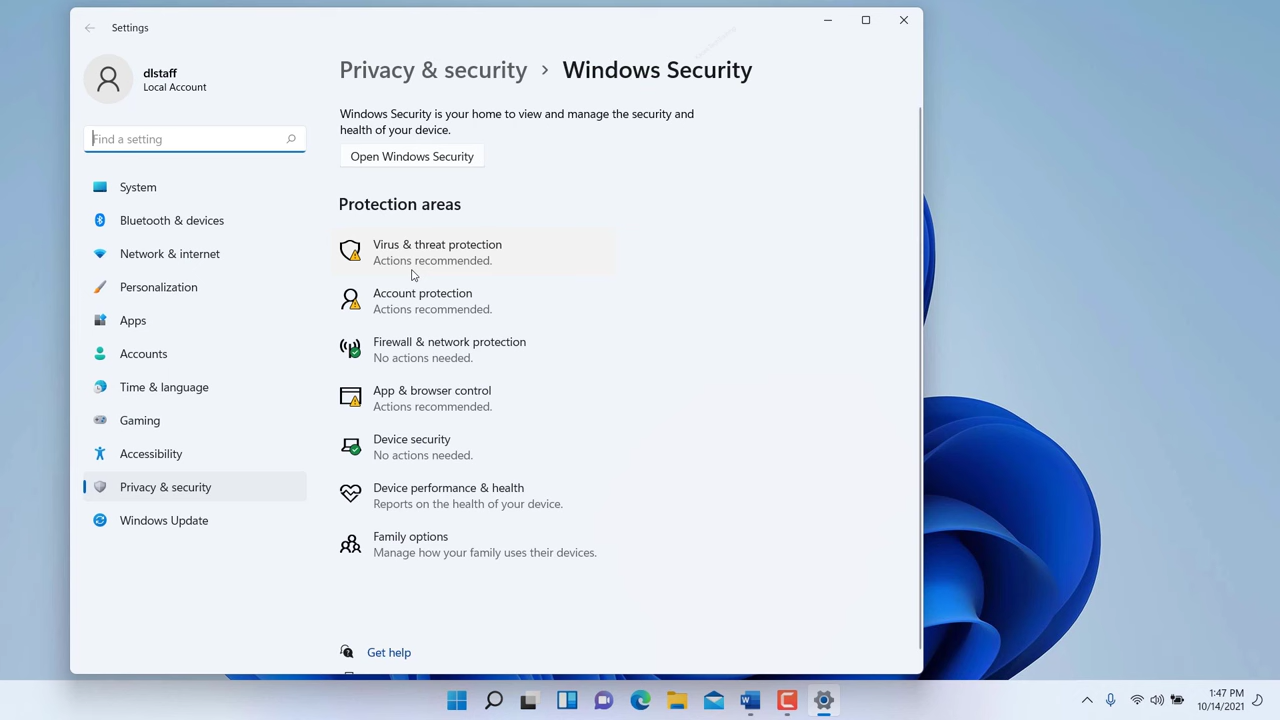 Settings
dlstaff
Local Account
Find a setting
System
Bluetooth & devices
Network & internet
Personalization
Apps
Accounts
Time & language
Gaming
Accessibility
Privacy & security
Windows Update
Privacy & security › Windows Security
Windows Security is your home to view and manage the security and
health of your device.
Open Windows Security
Protection areas
Virus & threat protection
Actions recommended.
Account protection
Actions recommended.
Firewall & network protection
No actions needed.
App & browser control
Actions recommended.
Device security
No actions needed.
Device performance & health
Reports on the health of your device.
Family options
Manage how your family uses their devices.
Get help
1:47 PM
10/14/2021